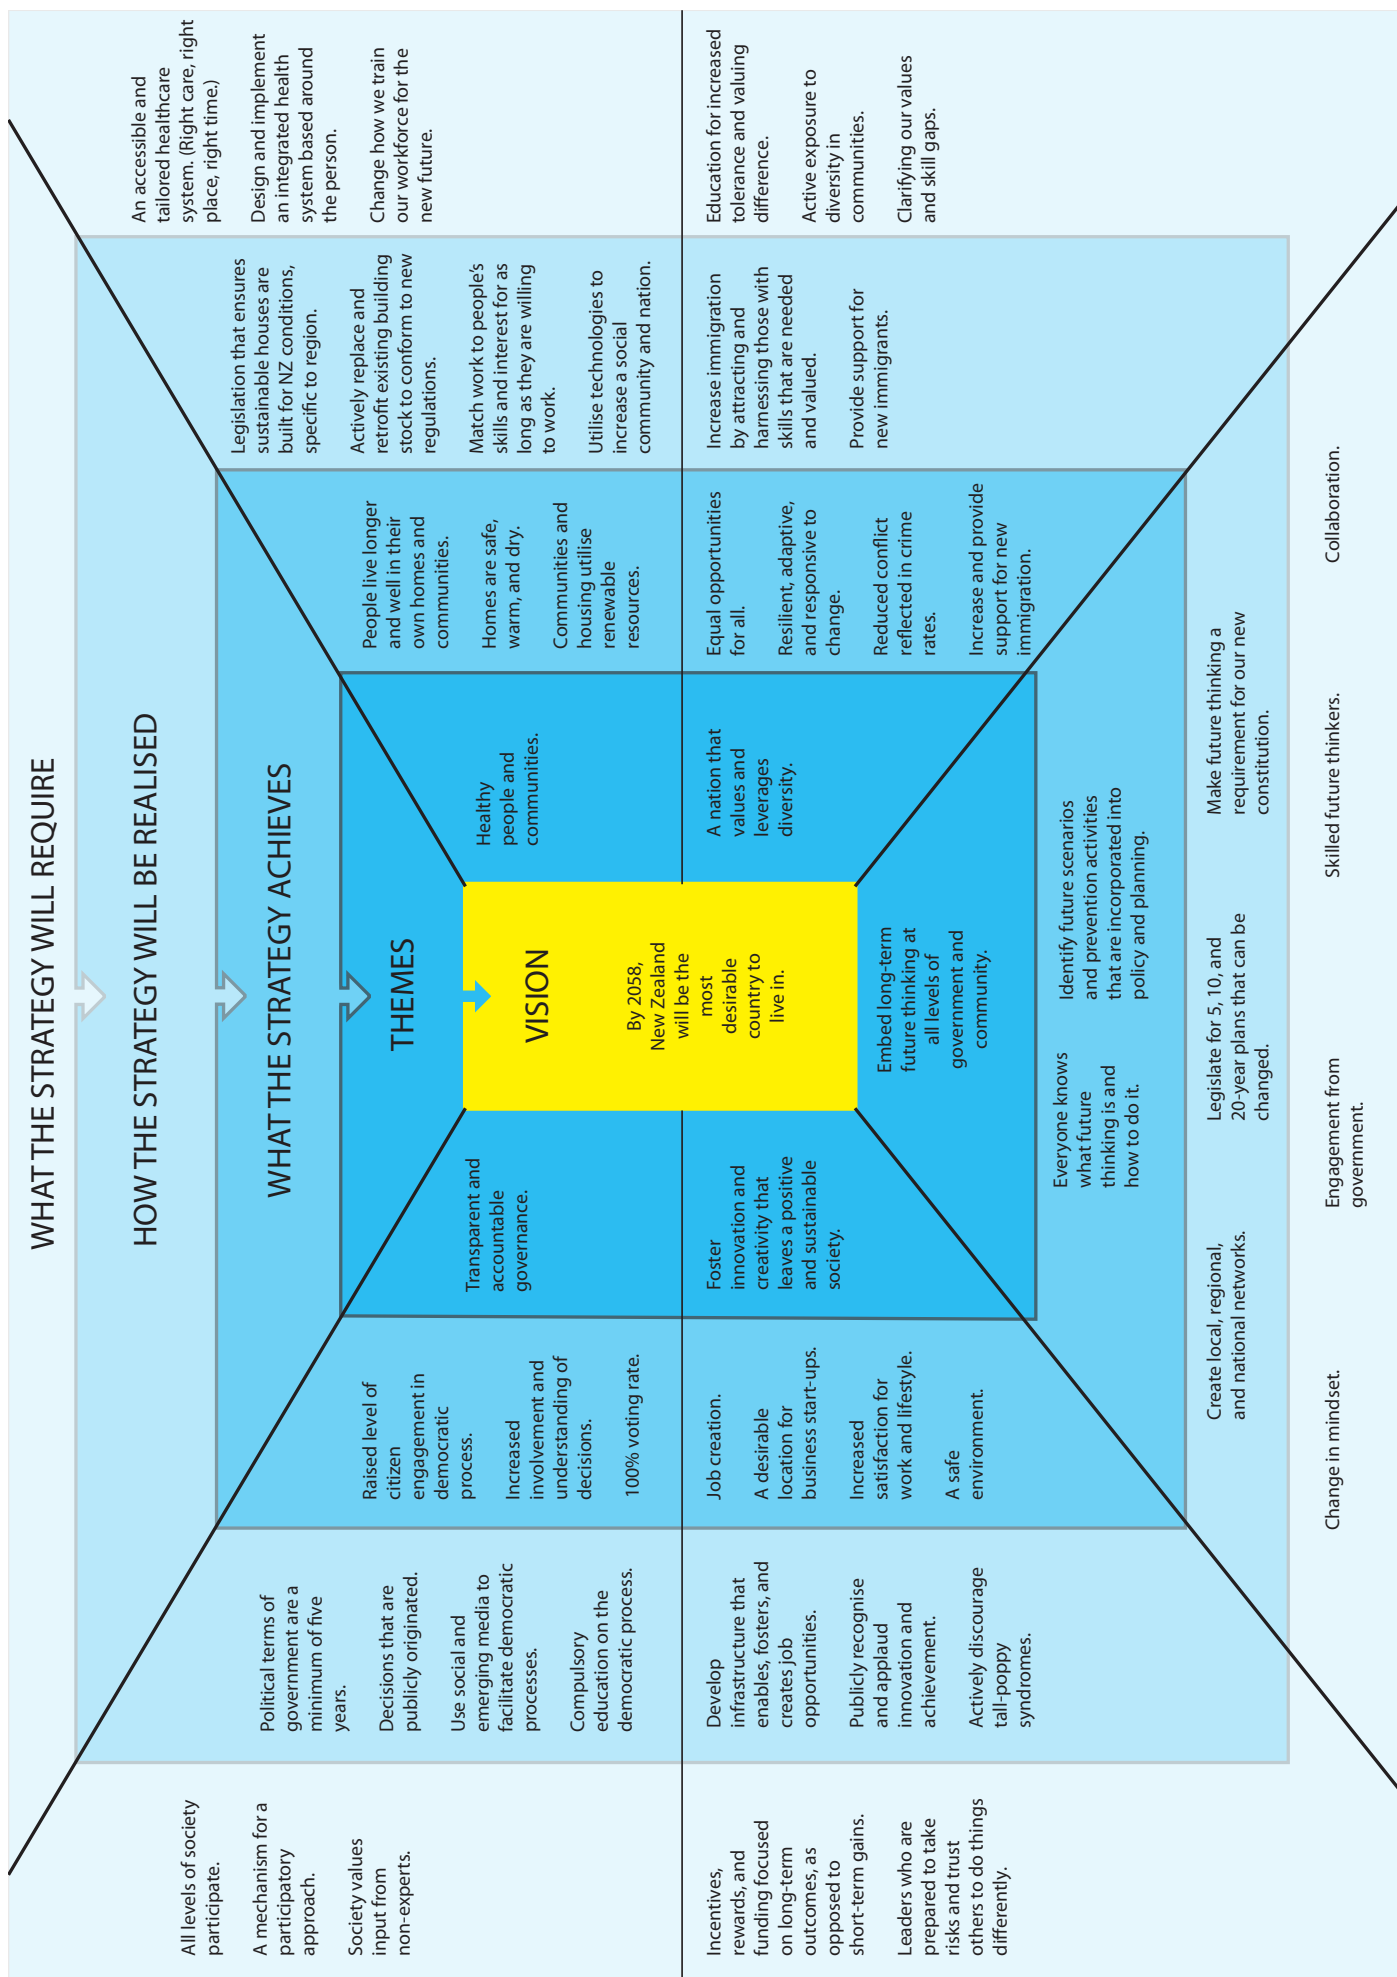 WHAT THE STRATEGY WILL REQUIRE
HOW THE STRATEGY WILL BE REALISED
WHAT THE STRATEGY ACHIEVES
THEMES
VISION
By 2058,
New Zealand
will be the
most
desirable
country to
live in.
All levels of society
participate.
A mechanism for a
participatory
approach.
Society values
input from
non-experts.
Political terms of
government are a
minimum of five
years.
Decisions that are
publicly originated.
Use social and
emerging media to
facilitate democratic
processes.
Compulsory
education on the
democratic process.
Raised level of
citizen
engagement in
democratic
process.
Increased
involvement and
understanding of
decisions.
100% voting rate.
Transparent and
accountable
governance.
Healthy
people and
communities.
People live longer
and well in their
own homes and
communities.
Homes are safe,
warm, and dry.
Communities and
housing utilise
renewable
resources.
Legislation that ensures
sustainable houses are
built for NZ conditions,
specific to region.
Actively replace and
retrofit existing building
stock to conform to new
regulations.
Match work to people's
skills and interest for as
long as they are willing
to work.
Utilise technologies to
increase a social
community and nation.
An accessible and
tailored healthcare
system. (Right care, right
place, right time.)
Design and implement
an integrated health
system based around
the person.
Change how we train
our workforce for the
new future.
Incentives,
rewards, and
funding focused
on long-term
outcomes, as
opposed to
short-term gains.
Leaders who are
prepared to take
risks and trust
others to do things
differently.
Develop
infrastructure that
enables, fosters, and
creates job
opportunities.
Publicly recognise
and applaud
innovation and
achievement.
Actively discourage
tall-poppy
syndromes.
Job creation.
A desirable
location for
business start-ups.
Increased
satisfaction for
work and lifestyle.
A safe
environment.
Foster
innovation and
creativity that
leaves a positive
and sustainable
society.
A nation that
values and
leverages
diversity.
Equal opportunities
for all.
Resilient, adaptive,
and responsive to
change.
Reduced conflict
reflected in crime
rates.
Increase and provide
support for new
immigration.
Increase immigration
by attracting and
harnessing those with
skills that are needed
and valued.
Provide support for
new immigrants.
Education for increased
tolerance and valuing
difference.
Active exposure to
diversity in
communities.
Clarifying our values
and skill gaps.
Embed long-term
future thinking at
all levels of
government and
community.
Everyone knows
what future
thinking is and
how to do it.
Identify future scenarios
and prevention activities
that are incorporated into
policy and planning.
Create local, regional,
and national networks.
Legislate for 5, 10, and
20-year plans that can be
changed.
Make future thinking a
requirement for our new
constitution.
Change in mindset.
Engagement from
government.
Skilled future thinkers.
Collaboration.